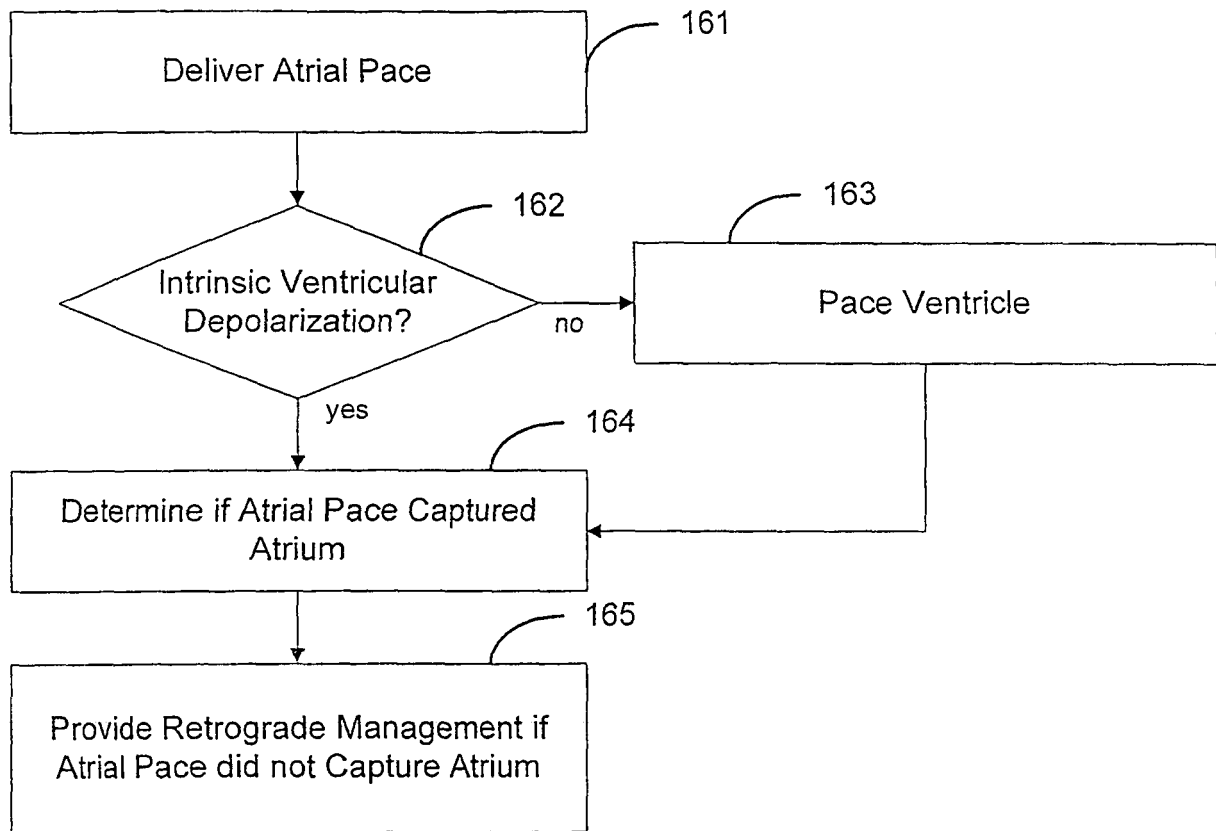 161
Deliver Atrial Pace
162
Intrinsic Ventricular
Depolarization?
no
yes
163
Pace Ventricle
164
Determine if Atrial Pace Captured
Atrium
165
Provide Retrograde Management if
Atrial Pace did not Capture Atrium